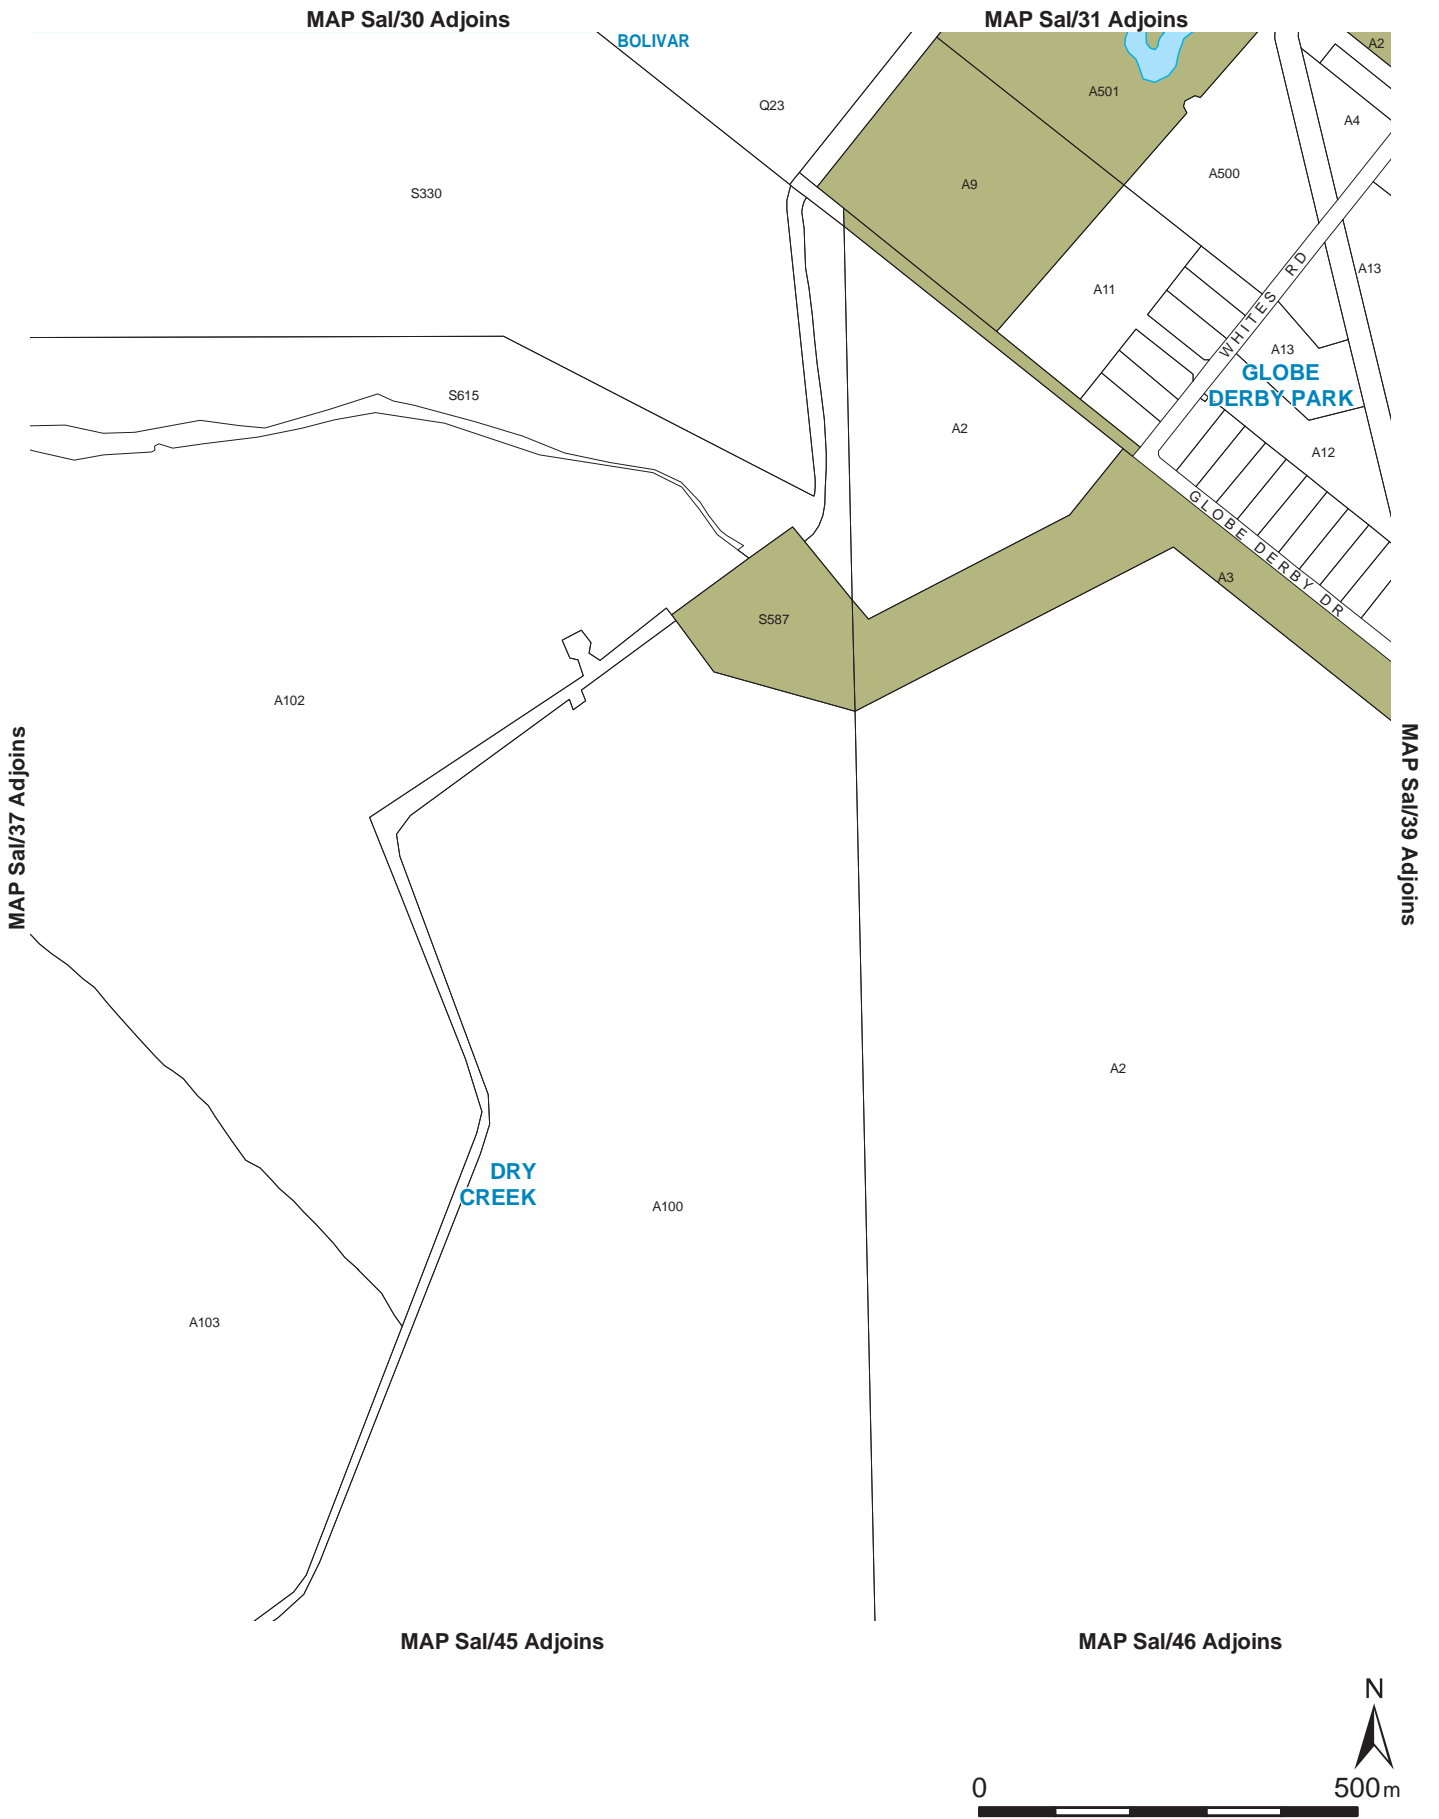 MAP Sal/30 Adjoins
MAP Sal/31 Adjoins
BOLIVAR
A2
A501
Q23
A4
A500
A9
S330
WHITES RD
A13
A11
A13
GLOBE
DERBY PARK
S615
A2
A12
GLOBE DERBY DR
A3
S587
A102
MAP Sal/37 Adjoins
MAP Sal/39 Adjoins
A2
DRY
CREEK
A100
A103
MAP Sal/45 Adjoins
MAP Sal/46 Adjoins
N
0
500m